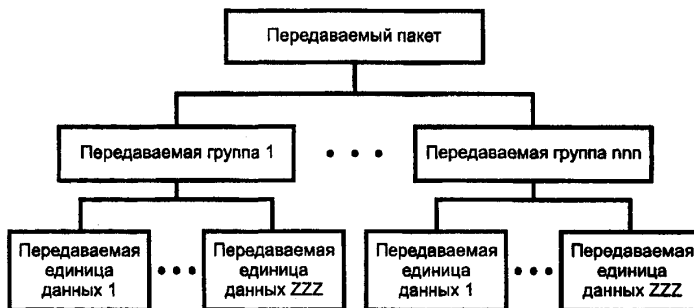 Передаваемый пакет
Передаваемая группа 1
• • •
Передаваемая группа nnn
Передаваемая
единица
данных 1
•••
Передаваемая
единица
данных ZZZ
Передаваемая
единица
данных 1
•••
Передаваемая
единица
данных ZZZ